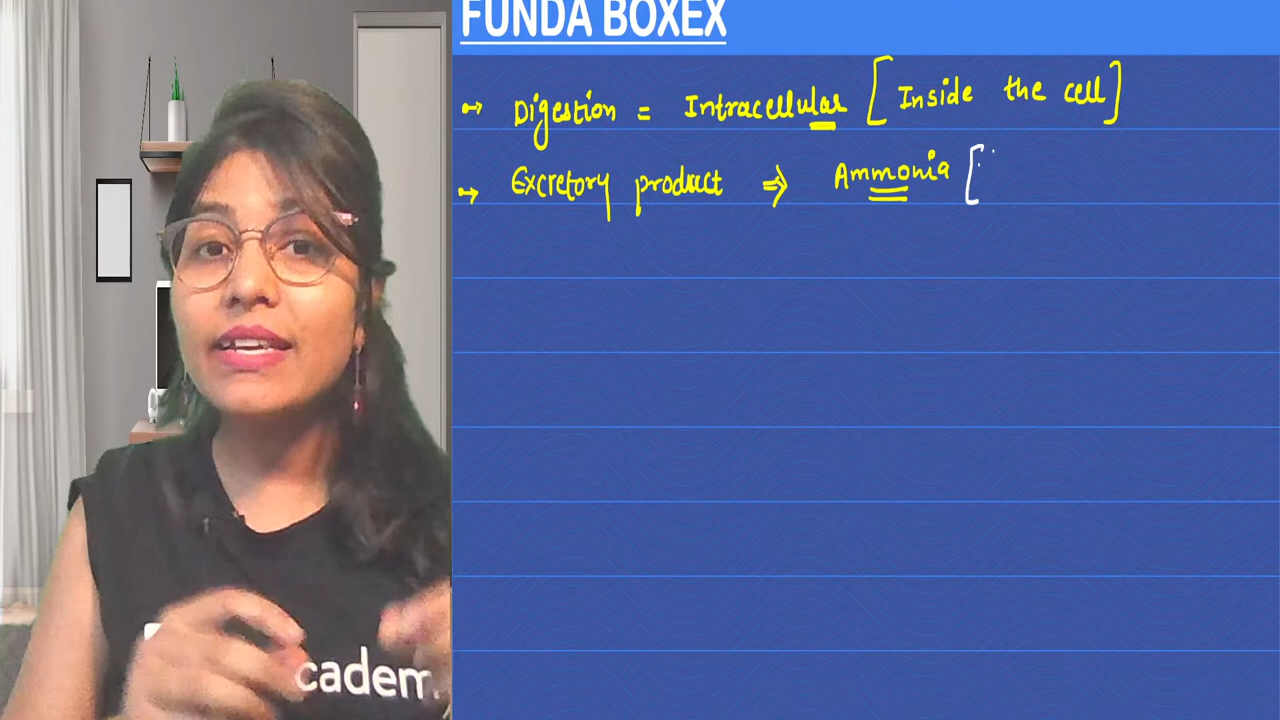 FUNDA BOXEX
→ Digestion = Intracellular [Inside the cell]
→ Excretory product ⇒ Ammonia [
cadem